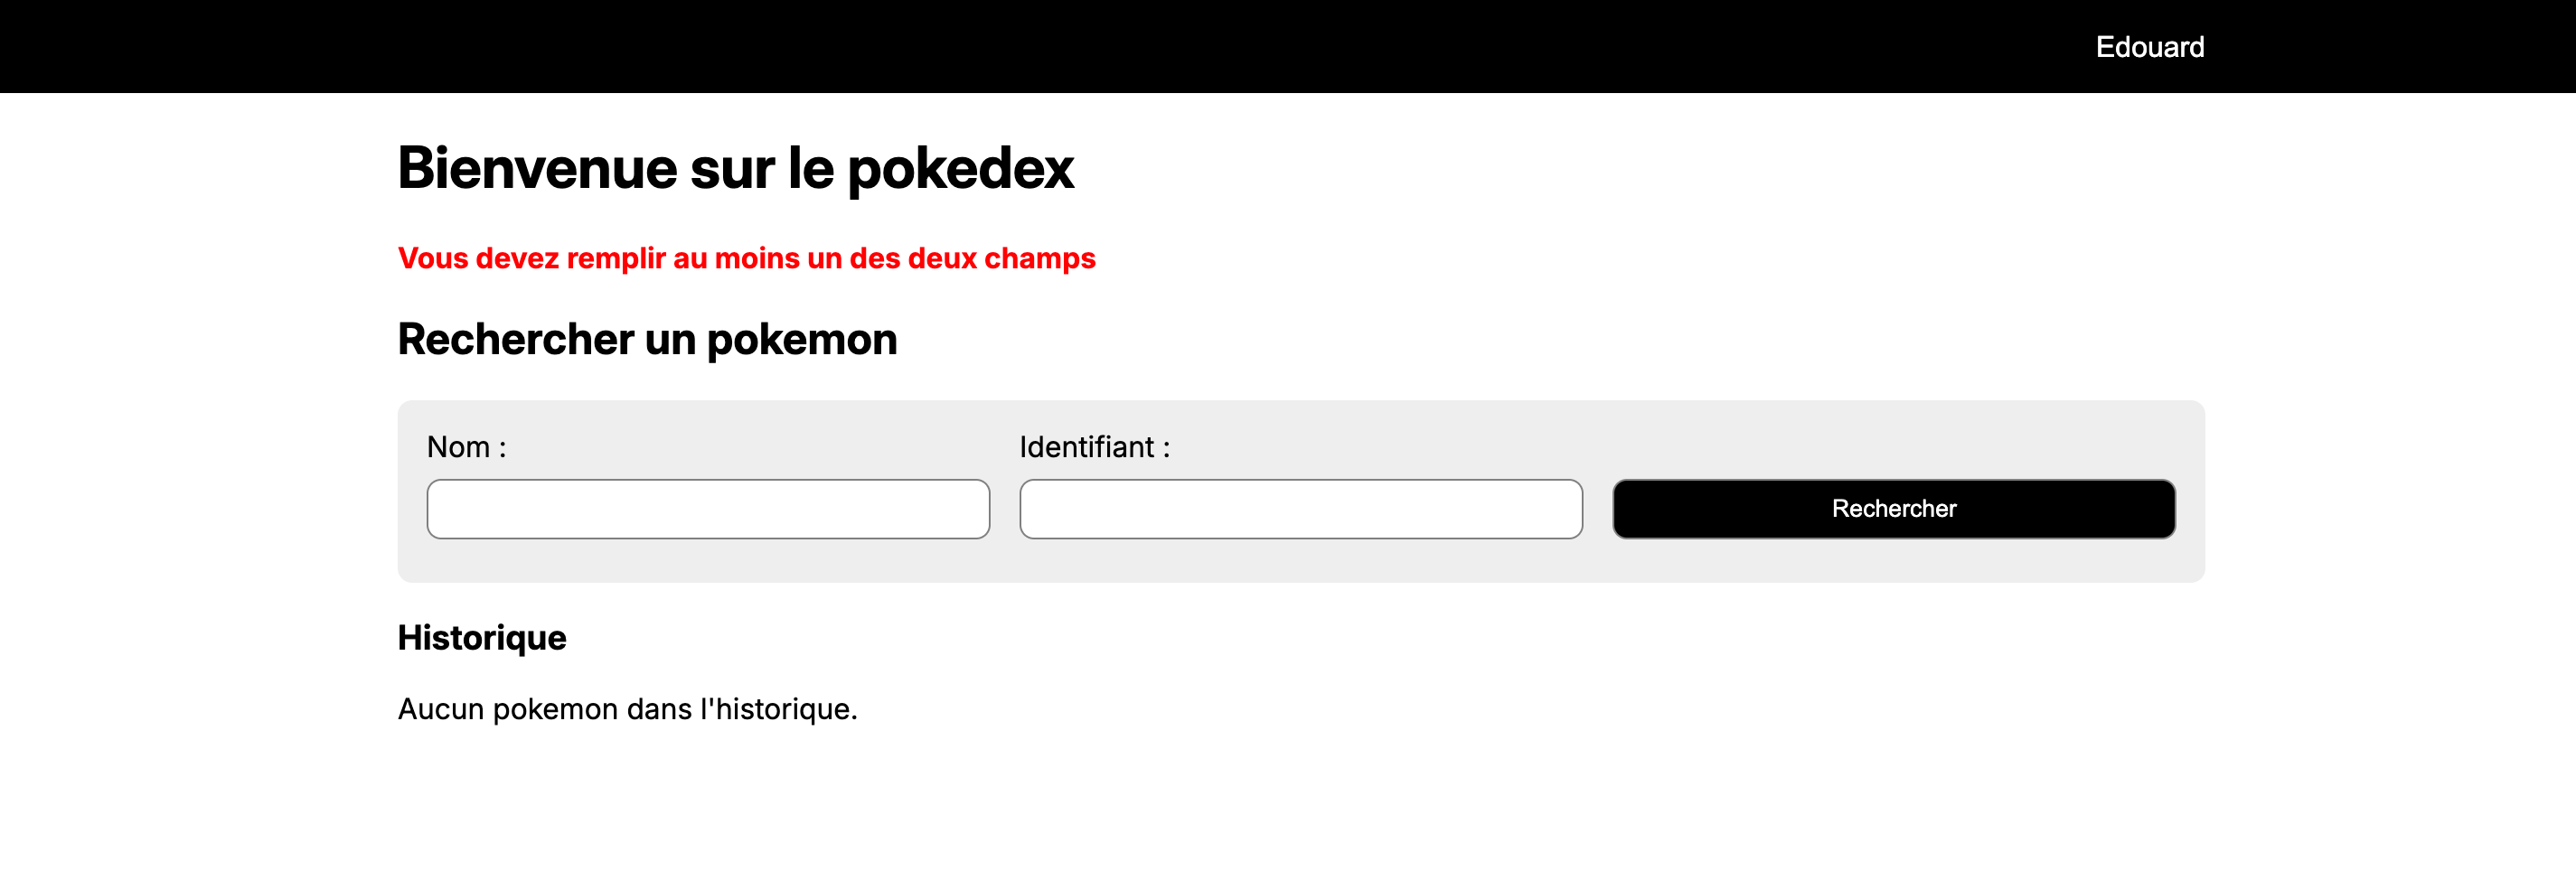 Edouard
Bienvenue sur le pokedex
Vous devez remplir au moins un des deux champs
Rechercher un pokemon
Nom :
Identifiant :
Rechercher
Historique
Aucun pokemon dans l'historique.